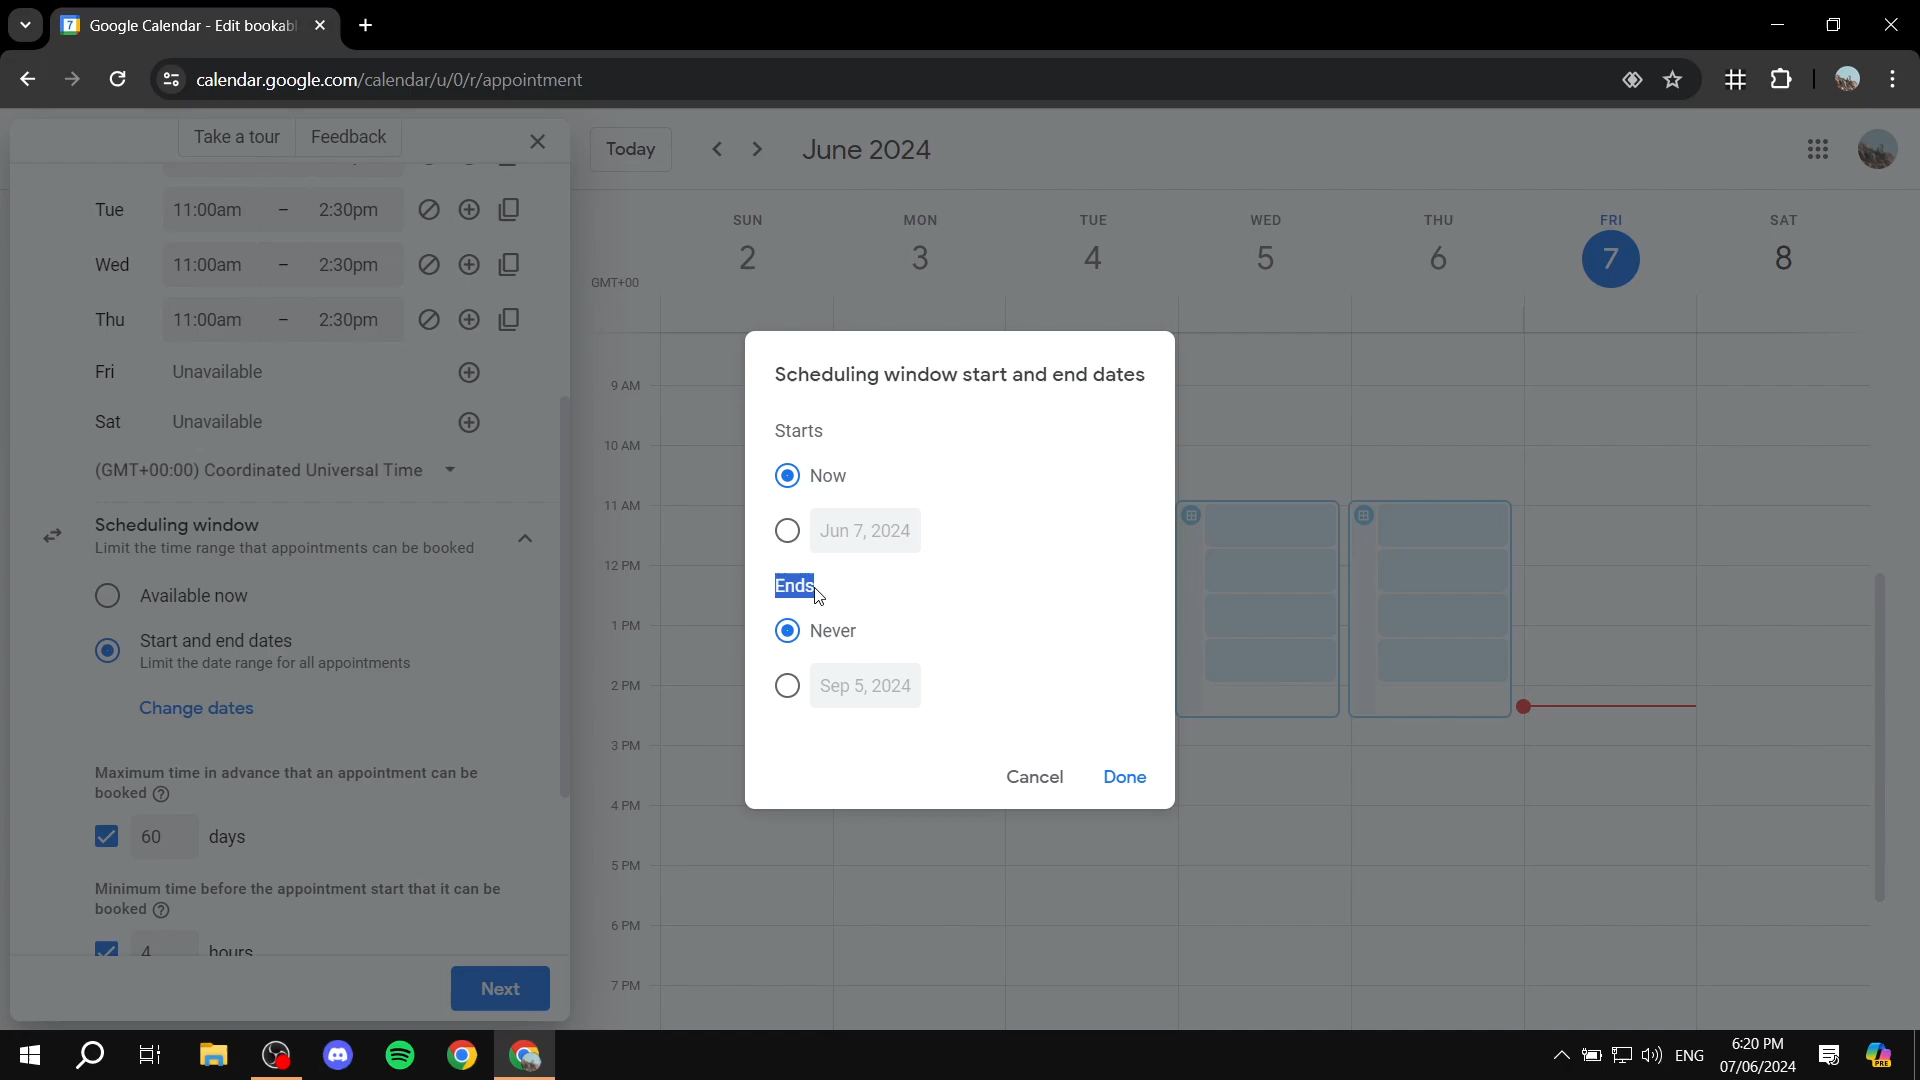 Google Calendar - Edit bookabl
calendar.google.com/calendar/u/0/r/appointment
Take a tour
Feedback
Today
June 2024
Tue 11:00am – 2:30pm
Wed 11:00am – 2:30pm
Thu 11:00am – 2:30pm
Fri Unavailable
Sat Unavailable
(GMT+00:00) Coordinated Universal Time
Scheduling window
Limit the time range that appointments can be booked
Available now
Start and end dates
Limit the date range for all appointments
Change dates
Maximum time in advance that an appointment can be
booked
60 days
Minimum time before the appointment start that it can be
booked
4 hours
Next
SUN MON TUE WED THU FRI SAT
2 3 4 5 6 7 8
GMT+00
9 AM
10 AM
11 AM
12 PM
1 PM
2 PM
3 PM
4 PM
5 PM
6 PM
7 PM
Scheduling window start and end dates
Starts
Now
Jun 7, 2024
Ends
Never
Sep 5, 2024
Cancel
Done
ENG
6:20 PM
07/06/2024
PRE